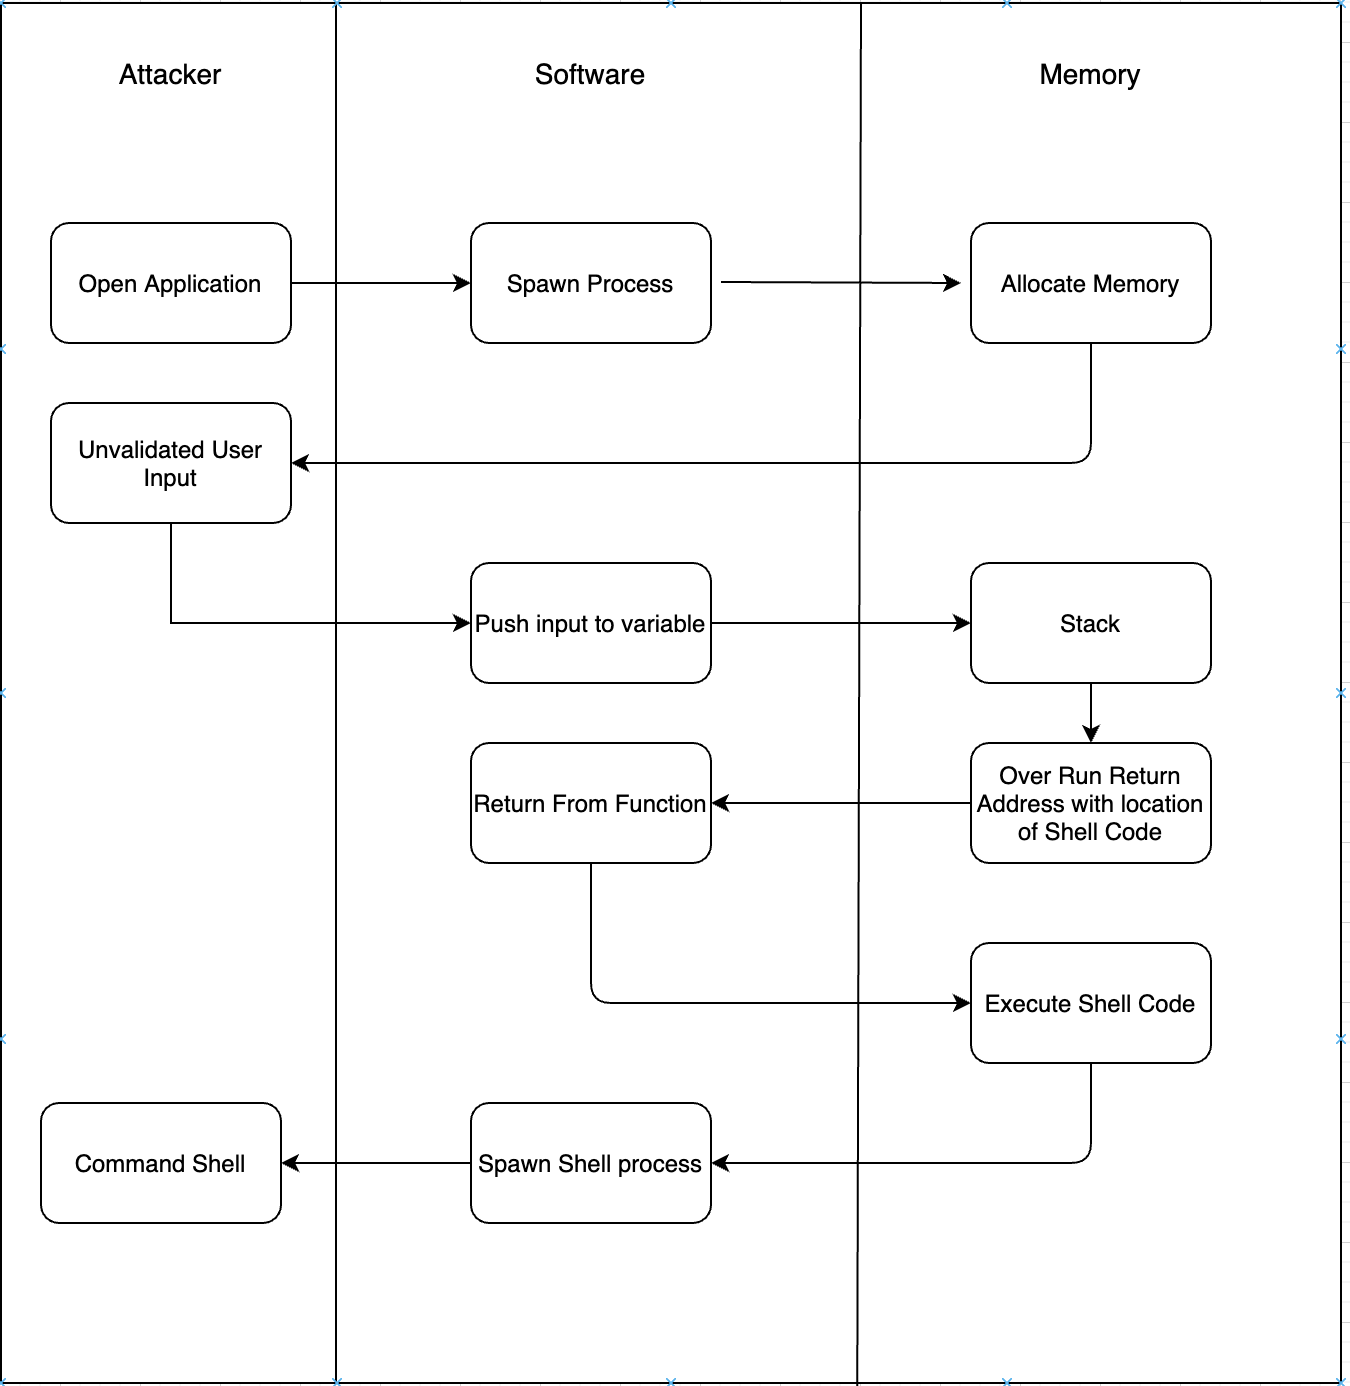 Attacker
Software
Memory
Open Application
Spawn Process
Allocate Memory
Unvalidated User
Input
Push input to variable
Stack
Return From Function
Over Run Return
Address with location
of Shell Code
Execute Shell Code
Command Shell
Spawn Shell process